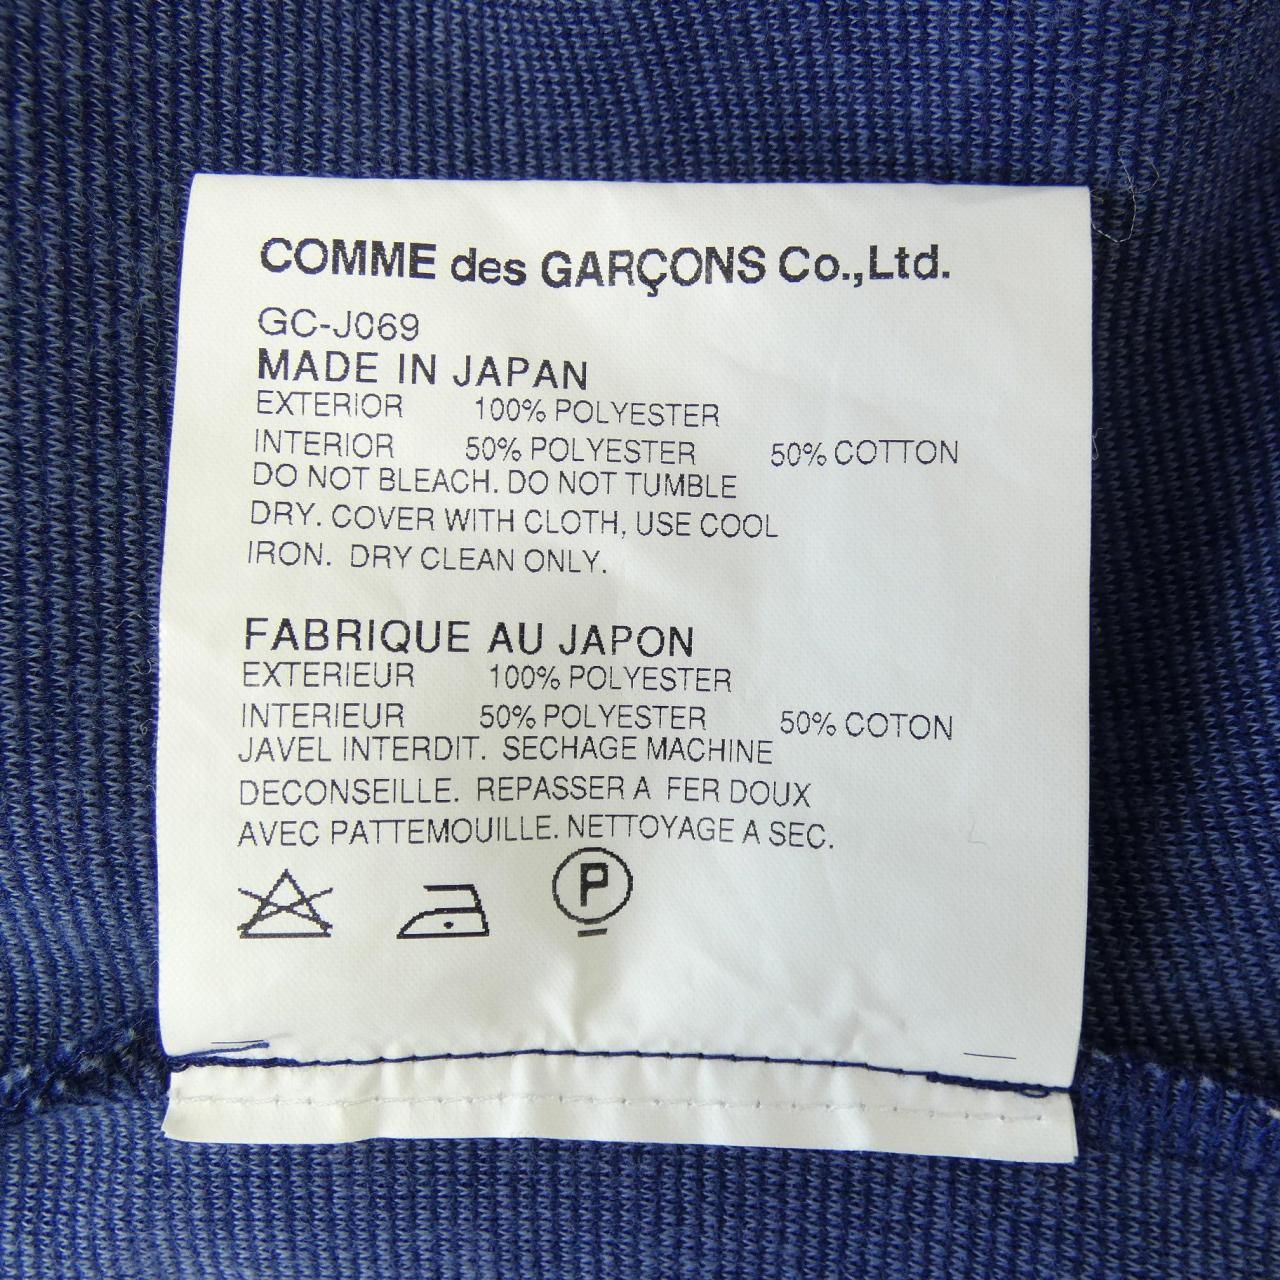 COMME des GARÇONS Co.,Ltd.
GC-J069
MADE IN JAPAN
EXTERIOR 100% POLYESTER
INTERIOR 50% POLYESTER 50% COTTON
DO NOT BLEACH. DO NOT TUMBLE
DRY. COVER WITH CLOTH, USE COOL
IRON. DRY CLEAN ONLY.
FABRIQUE AU JAPON
EXTERIEUR 100% POLYESTER
INTERIEUR 50% POLYESTER 50% COTON
JAVEL INTERDIT. SECHAGE MACHINE
DECONSEILLE. REPASSER A FER DOUX
AVEC PATTEMOUILLE. NETTOYAGE A SEC.
P